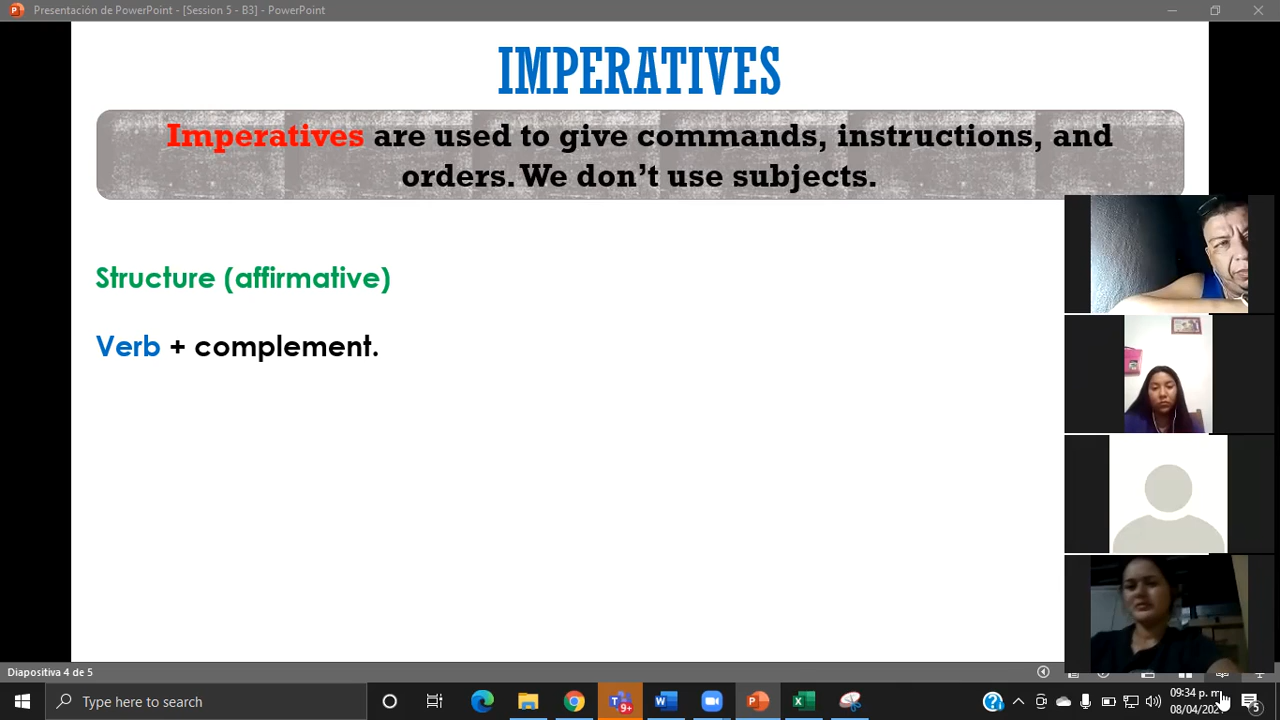 Presentación de PowerPoint - [Session 5 - B3] - PowerPoint
IMPERATIVES
Imperatives are used to give commands, instructions, and
orders. We don’t use subjects.
Structure (affirmative)
Verb + complement.
Diapositiva 4 de 5
Type here to search
9+
09:34 p. m.
08/04/202
5